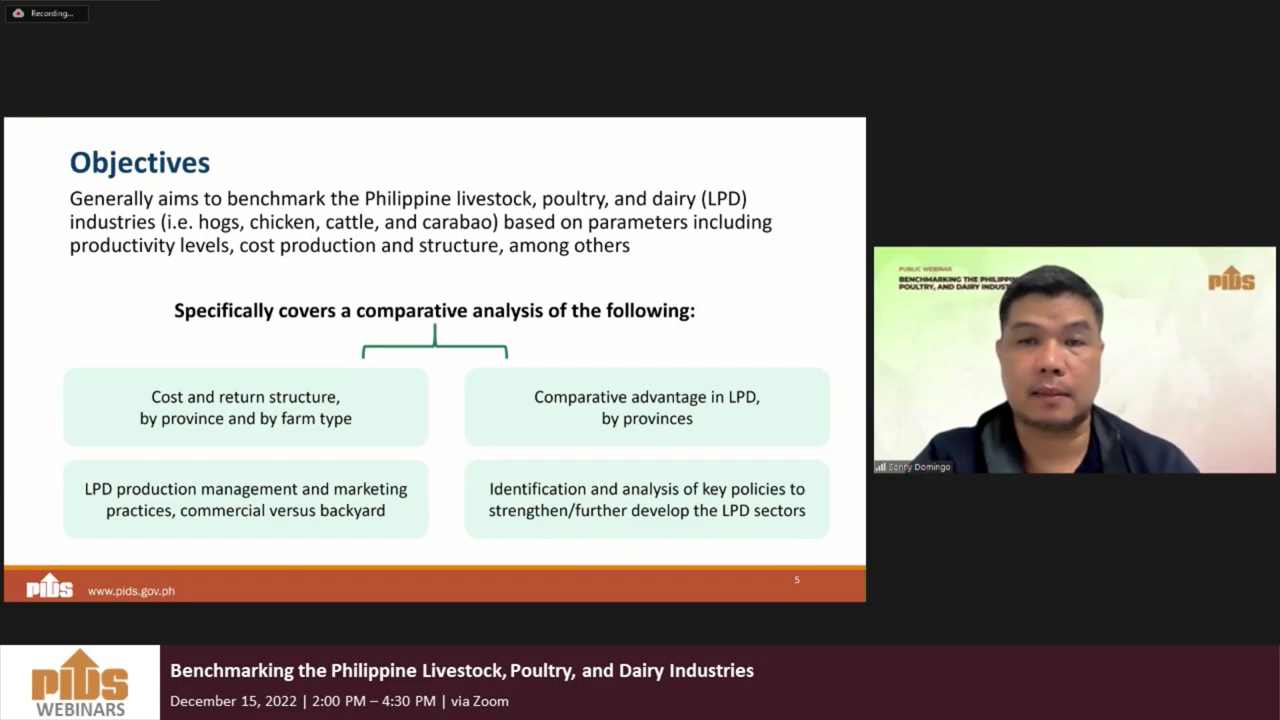 Recording...
Objectives
Generally aims to benchmark the Philippine livestock, poultry, and dairy (LPD)
industries (i.e. hogs, chicken, cattle, and carabao) based on parameters including
productivity levels, cost production and structure, among others
Specifically covers a comparative analysis of the following:
Cost and return structure,
by province and by farm type
Comparative advantage in LPD,
by provinces
LPD production management and marketing
practices, commercial versus backyard
Identification and analysis of key policies to
strengthen/further develop the LPD sectors
pids
www.pids.gov.ph
5
PUBLIC WEBINAR
BENCHMARKING THE PHILIPPIN
POULTRY, AND DAIRY INDUST
pids
Sonny Domingo
pids
WEBINARS
Benchmarking the Philippine Livestock, Poultry, and Dairy Industries
December 15, 2022 | 2:00 PM – 4:30 PM | via Zoom